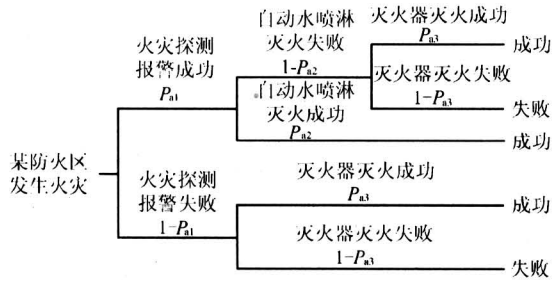 灭火器灭火成功
Pa3
成功
自动水喷淋
灭火失败
1-Pa2
灭火器灭火失败
1-Pa3
失败
火灾探测
报警成功
Pa1
自动水喷淋
灭火成功
Pa2
成功
某防火区
发生火灾
火灾探测
报警失败
1-Pa1
灭火器灭火成功
Pa3
成功
灭火器灭火失败
1-Pa3
失败